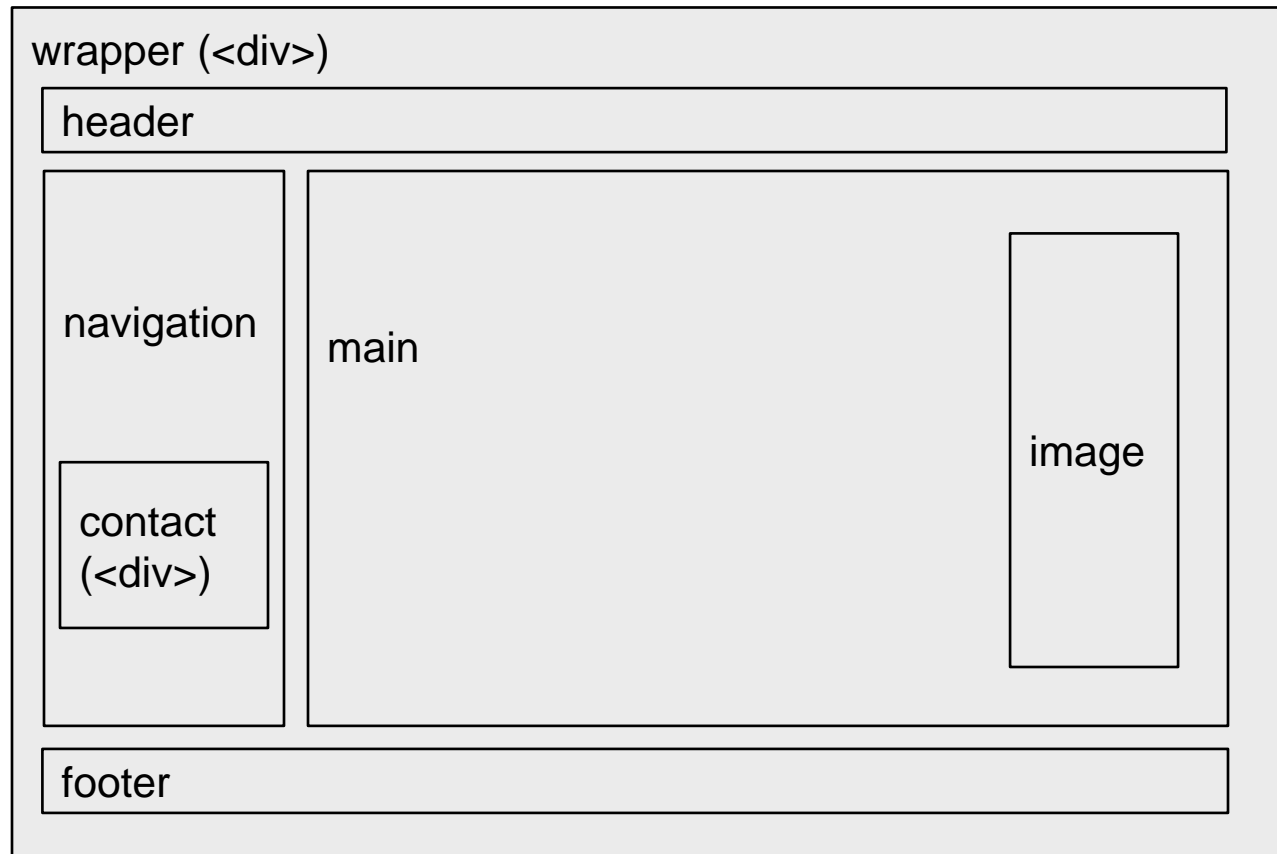 wrapper (<div>)
header
navigation
main
image
contact
(<div>)
footer